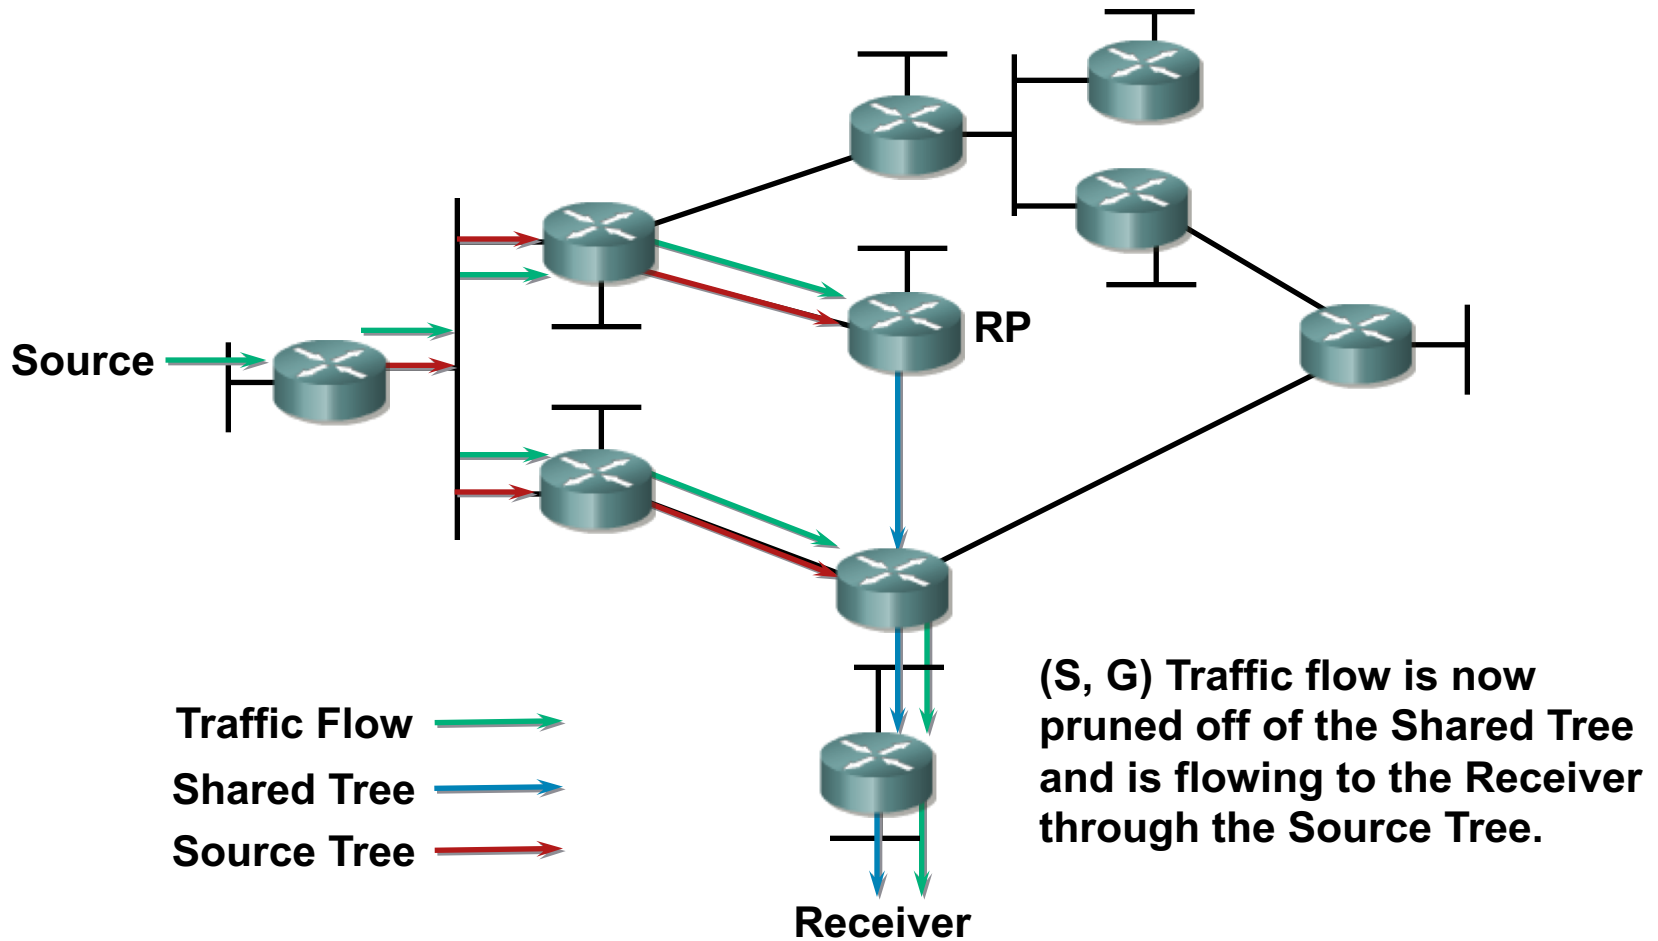 RP
Source
Traffic Flow
Shared Tree
Source Tree
(S, G) Traffic flow is now
pruned off of the Shared Tree
and is flowing to the Receiver
through the Source Tree.
Receiver